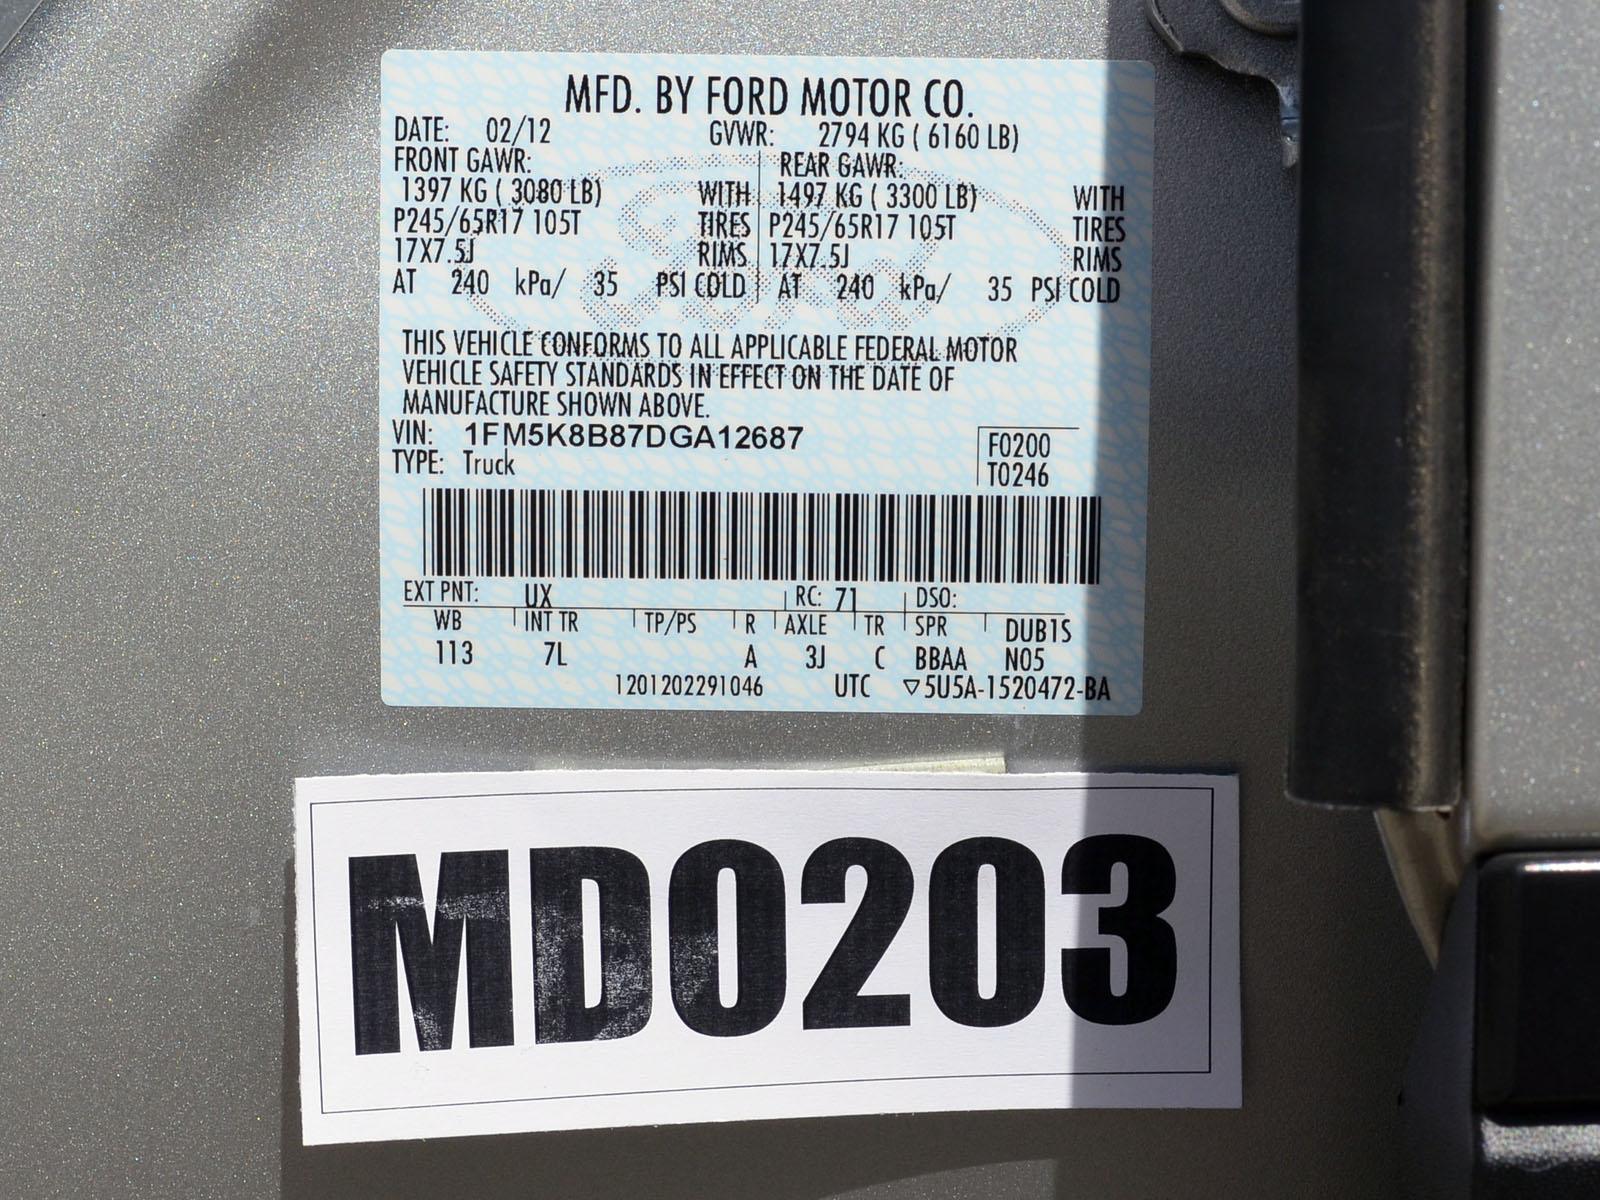 MFD. BY FORD MOTOR CO.
DATE: 02/12 GVWR: 2794 KG ( 6160 LB)
FRONT GAWR: REAR GAWR:
1397 KG ( 3080 LB) WITH 1497 KG ( 3300 LB) WITH
P245/65R17 105T TIRES P245/65R17 105T TIRES
17X7.5J RIMS 17X7.5J RIMS
AT 240 kPa/ 35 PSI COLD AT 240 kPa/ 35 PSI COLD
THIS VEHICLE CONFORMS TO ALL APPLICABLE FEDERAL MOTOR
VEHICLE SAFETY STANDARDS IN EFFECT ON THE DATE OF
MANUFACTURE SHOWN ABOVE.
VIN: 1FM5K8B87DGA12687 F0200
TYPE: Truck T0246
EXT PNT: UX RC: 71 DSO:
WB INT TR TP/PS R AXLE TR SPR DUB1S
113 7L A 3J C BBAA N05
1201202291046 UTC ▽5U5A-1520472-BA
MD0203